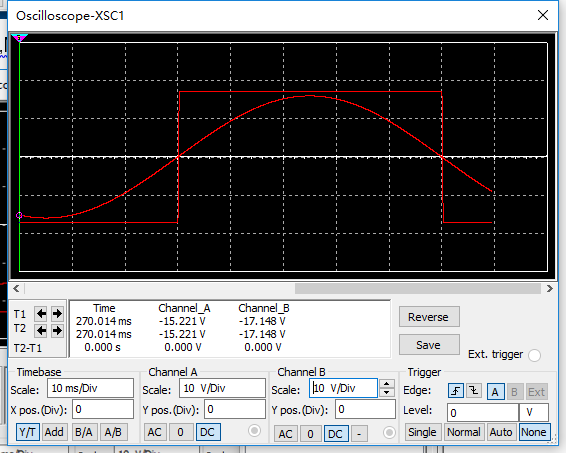 Oscilloscope-XSC1
T1
T2
T2-T1
Time Channel_A Channel_B
270.014 ms -15.221 V -17.148 V
270.014 ms -15.221 V -17.148 V
0.000 s 0.000 V 0.000 V
Reverse
Save
Ext. trigger
Timebase
Scale: 10 ms/Div
X pos.(Div): 0
Y/T Add B/A A/B
Channel A
Scale: 10 V/Div
Y pos.(Div): 0
AC 0 DC
Channel B
Scale: 10 V/Div
Y pos.(Div): 0
AC 0 DC -
Trigger
Edge: A B Ext
Level: 0 V
Single Normal Auto None